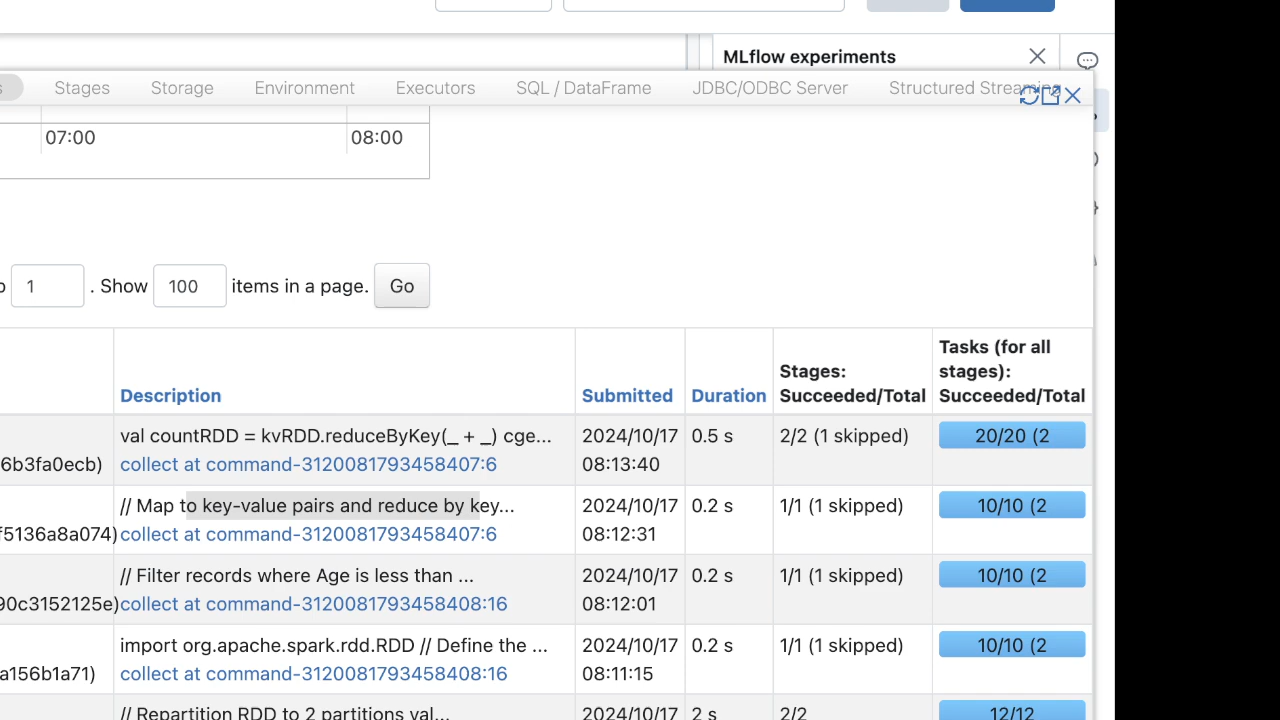 MLflow experiments
Stages Storage Environment Executors SQL / DataFrame JDBC/ODBC Server Structured Streaming
07:00 08:00
1 . Show 100 items in a page. Go
Tasks (for all
Stages: stages):
Description Submitted Duration Succeeded/Total Succeeded/Total
val countRDD = kvRDD.reduceByKey(_ + _) cge... 2024/10/17 0.5 s 2/2 (1 skipped) 20/20 (2
6b3fa0ecb) collect at command-3120081793458407:6 08:13:40
// Map to key-value pairs and reduce by key... 2024/10/17 0.2 s 1/1 (1 skipped) 10/10 (2
f5136a8a074) collect at command-3120081793458407:6 08:12:31
// Filter records where Age is less than ... 2024/10/17 0.2 s 1/1 (1 skipped) 10/10 (2
90c3152125e) collect at command-3120081793458408:16 08:12:01
import org.apache.spark.rdd.RDD // Define the ... 2024/10/17 0.2 s 1/1 (1 skipped) 10/10 (2
a156b1a71) collect at command-3120081793458408:16 08:11:15
// Repartition RDD to 2 partitions val... 2024/10/17 2 s 2/2 12/12